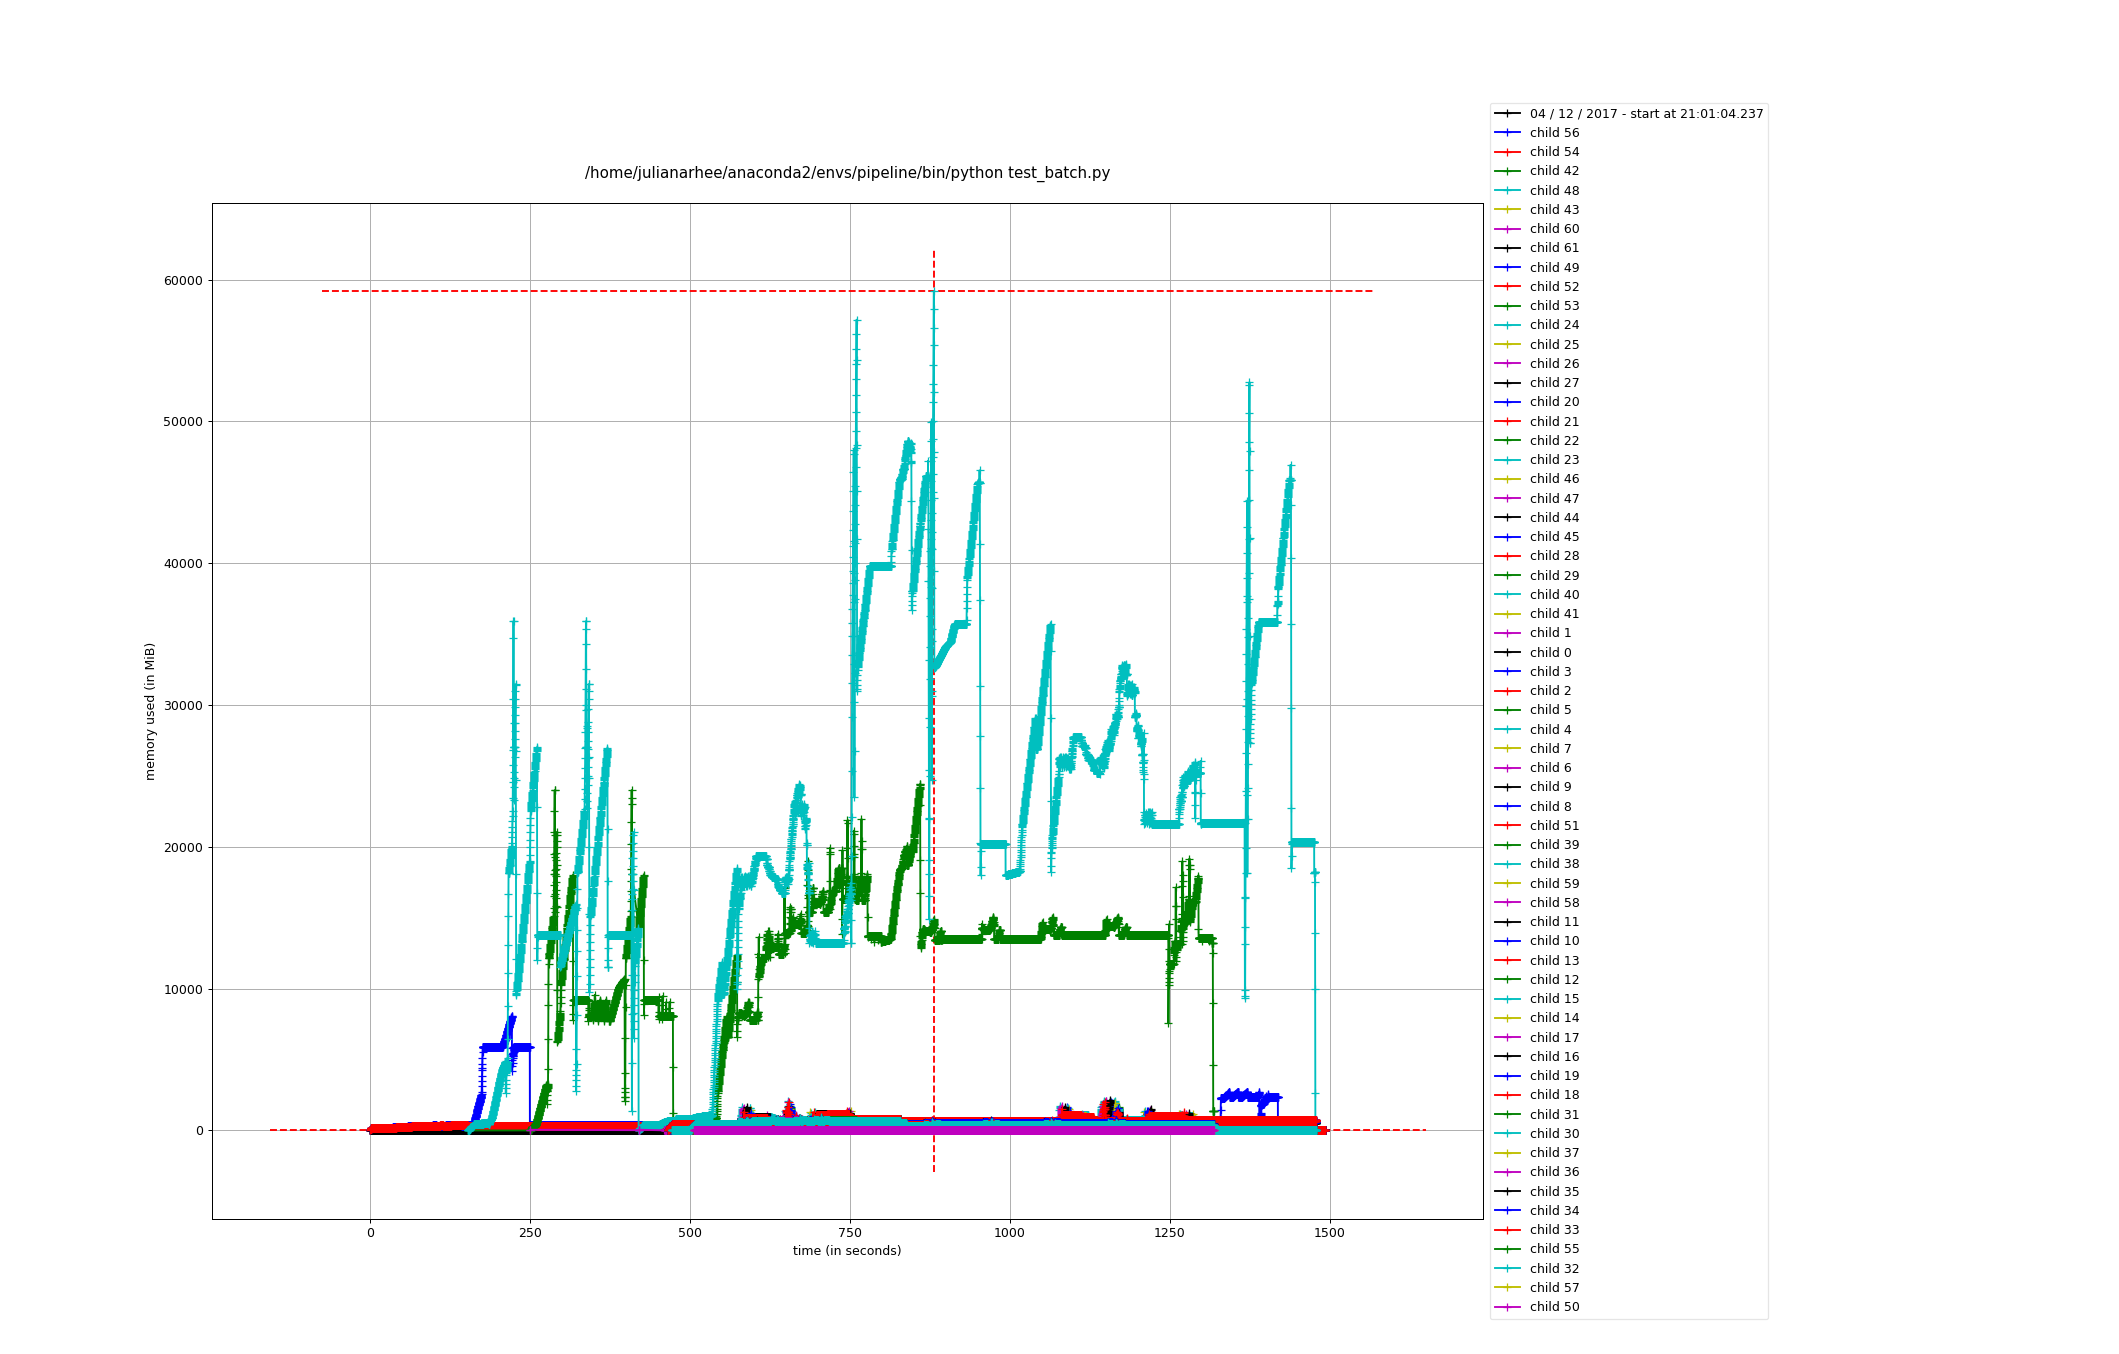 /home/julianarhee/anaconda2/envs/pipeline/bin/python test_batch.py
memory used (in MiB)
60000
50000
40000
30000
20000
10000
0
0 250 500 750 1000 1250 1500
time (in seconds)
04 / 12 / 2017 - start at 21:01:04.237
child 56
child 54
child 42
child 48
child 43
child 60
child 61
child 49
child 52
child 53
child 24
child 25
child 26
child 27
child 20
child 21
child 22
child 23
child 46
child 47
child 44
child 45
child 28
child 29
child 40
child 41
child 1
child 0
child 3
child 2
child 5
child 4
child 7
child 6
child 9
child 8
child 51
child 39
child 38
child 59
child 58
child 11
child 10
child 13
child 12
child 15
child 14
child 17
child 16
child 19
child 18
child 31
child 30
child 37
child 36
child 35
child 34
child 33
child 55
child 32
child 57
child 50